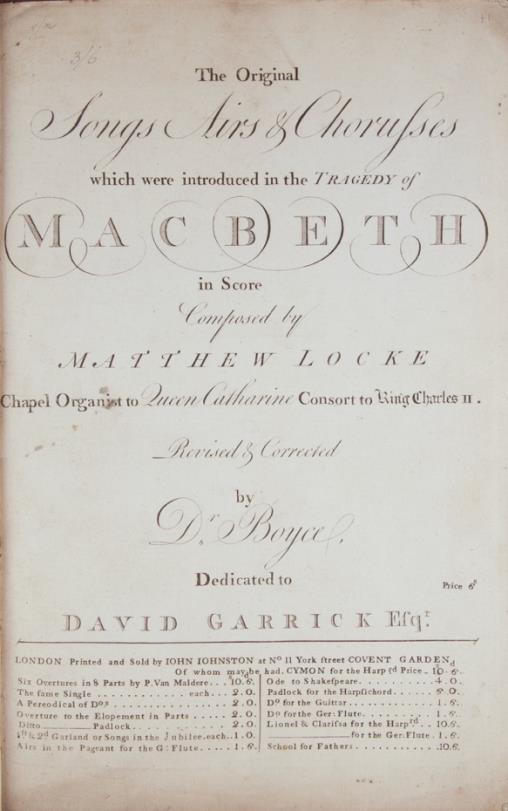 3/6
The Original
Songs Airs & Chorusses
which were introduced in the TRAGEDY of
MACBETH
in Score
Composed by
MATTHEW LOCKE
Chapel Organist to Queen Catharine Consort to King Charles II.
Revised & Corrected
by
Dr. Boyce.
Dedicated to
Price 6s
DAVID GARRICK Esqr.
LONDON Printed and Sold by IOHN IOHNSTON at No 11 York street COVENT GARDEN
Of whom may be had. CYMON for the Harpd Price.. 10.6.
Six Overtures in 8 Parts by P. Van Maldere... 10.6.
The same Single ........... each... 2.0.
A Pereodical of Dos ........... 2.0.
Overture to the Elopement in Parts ..... 2.0.
Ditto Padlock ........... 2.0.
& 2d Garland or Songs in the Jubilee.each.. 1.0.
Airs in the Pageant for the G: Flute..... 1.6.
Ode to Shakespeare....... 4.0.
Padlock for the Harpsichord...... 6.0.
Do for the Guittar........... 1.6.
Do for the Ger: Flute......... 1.6.
Lionel & Clarissa for the Harprd... 10.6.
for the Ger: Flute. 1.6.
School for Fathers ........... 10.6.